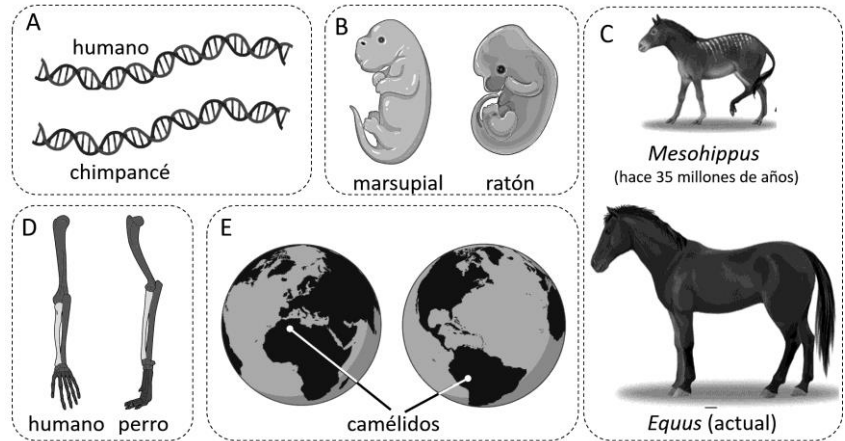 A
humano
chimpancé
B
marsupial
ratón
C
Mesohippus
(hace 35 millones de años)
Equus (actual)
D
humano
perro
E
camélidos